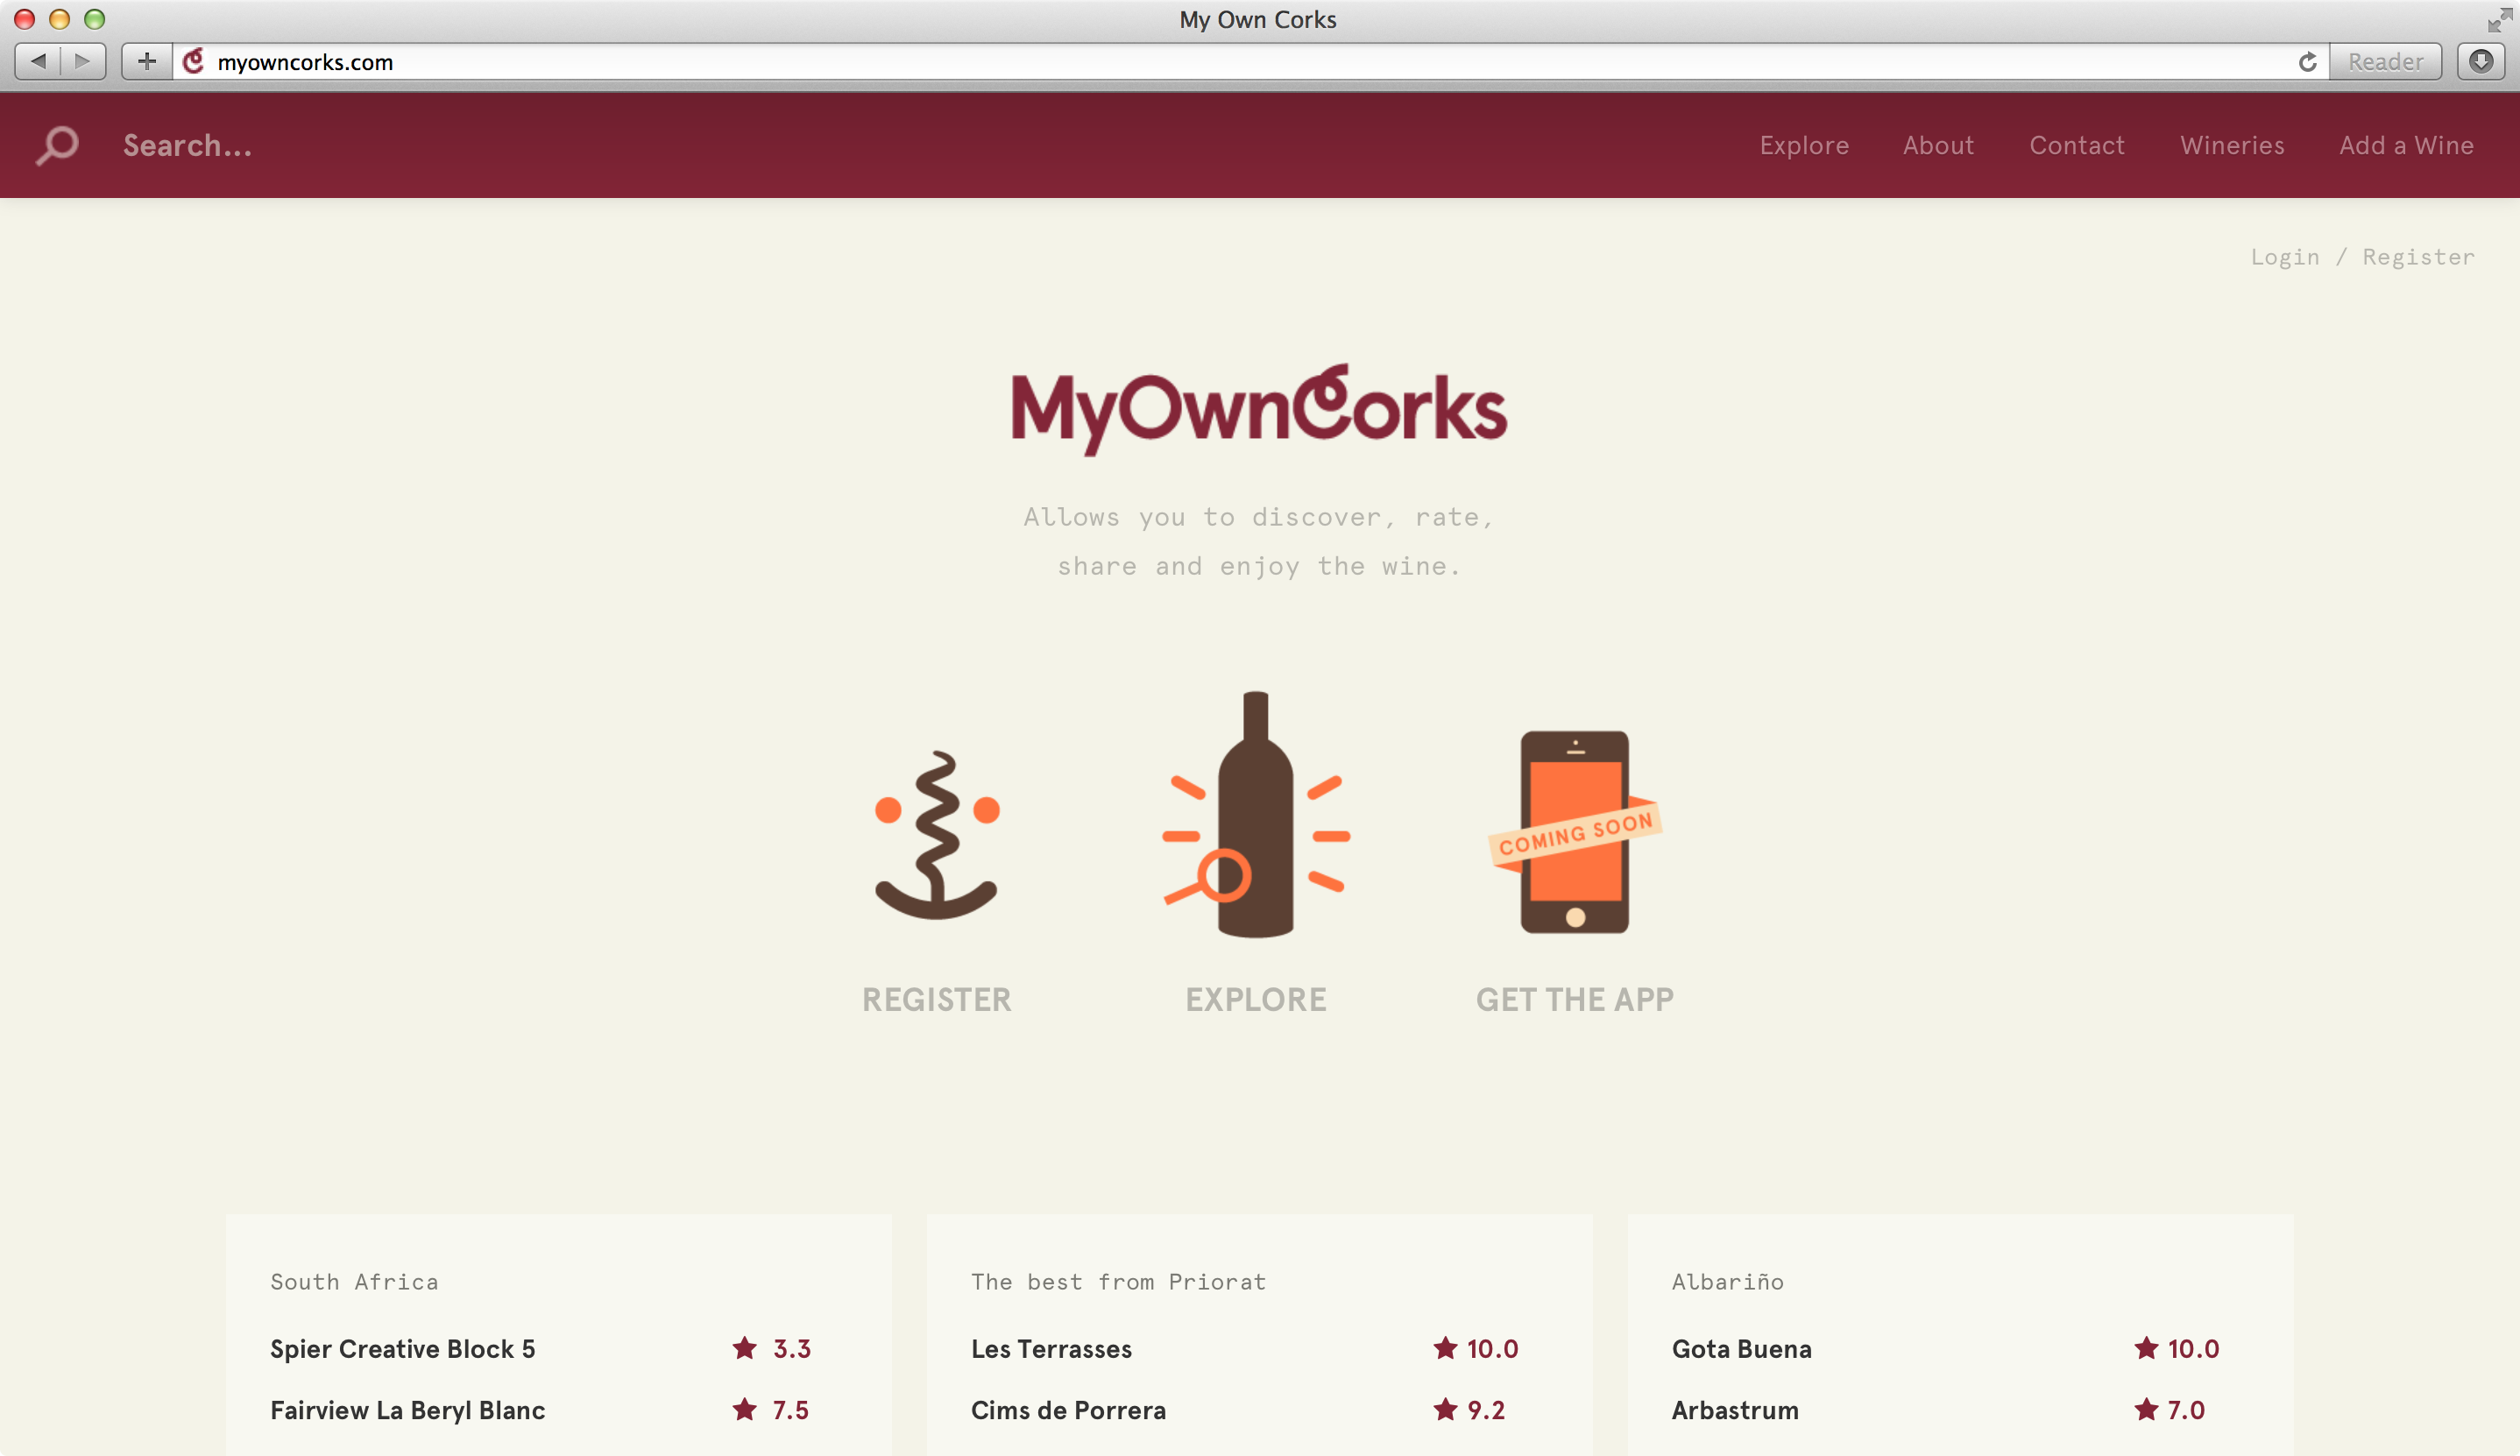 My Own Corks
myowncorks.com
Reader
Search...
Explore About Contact Wineries Add a Wine
Login / Register
MyOwnCorks
Allows you to discover, rate,
share and enjoy the wine.
COMING SOON
REGISTER EXPLORE GET THE APP
South Africa
Spier Creative Block 5 3.3
Fairview La Beryl Blanc 7.5
The best from Priorat
Les Terrasses 10.0
Cims de Porrera 9.2
Albariño
Gota Buena 10.0
Arbastrum 7.0